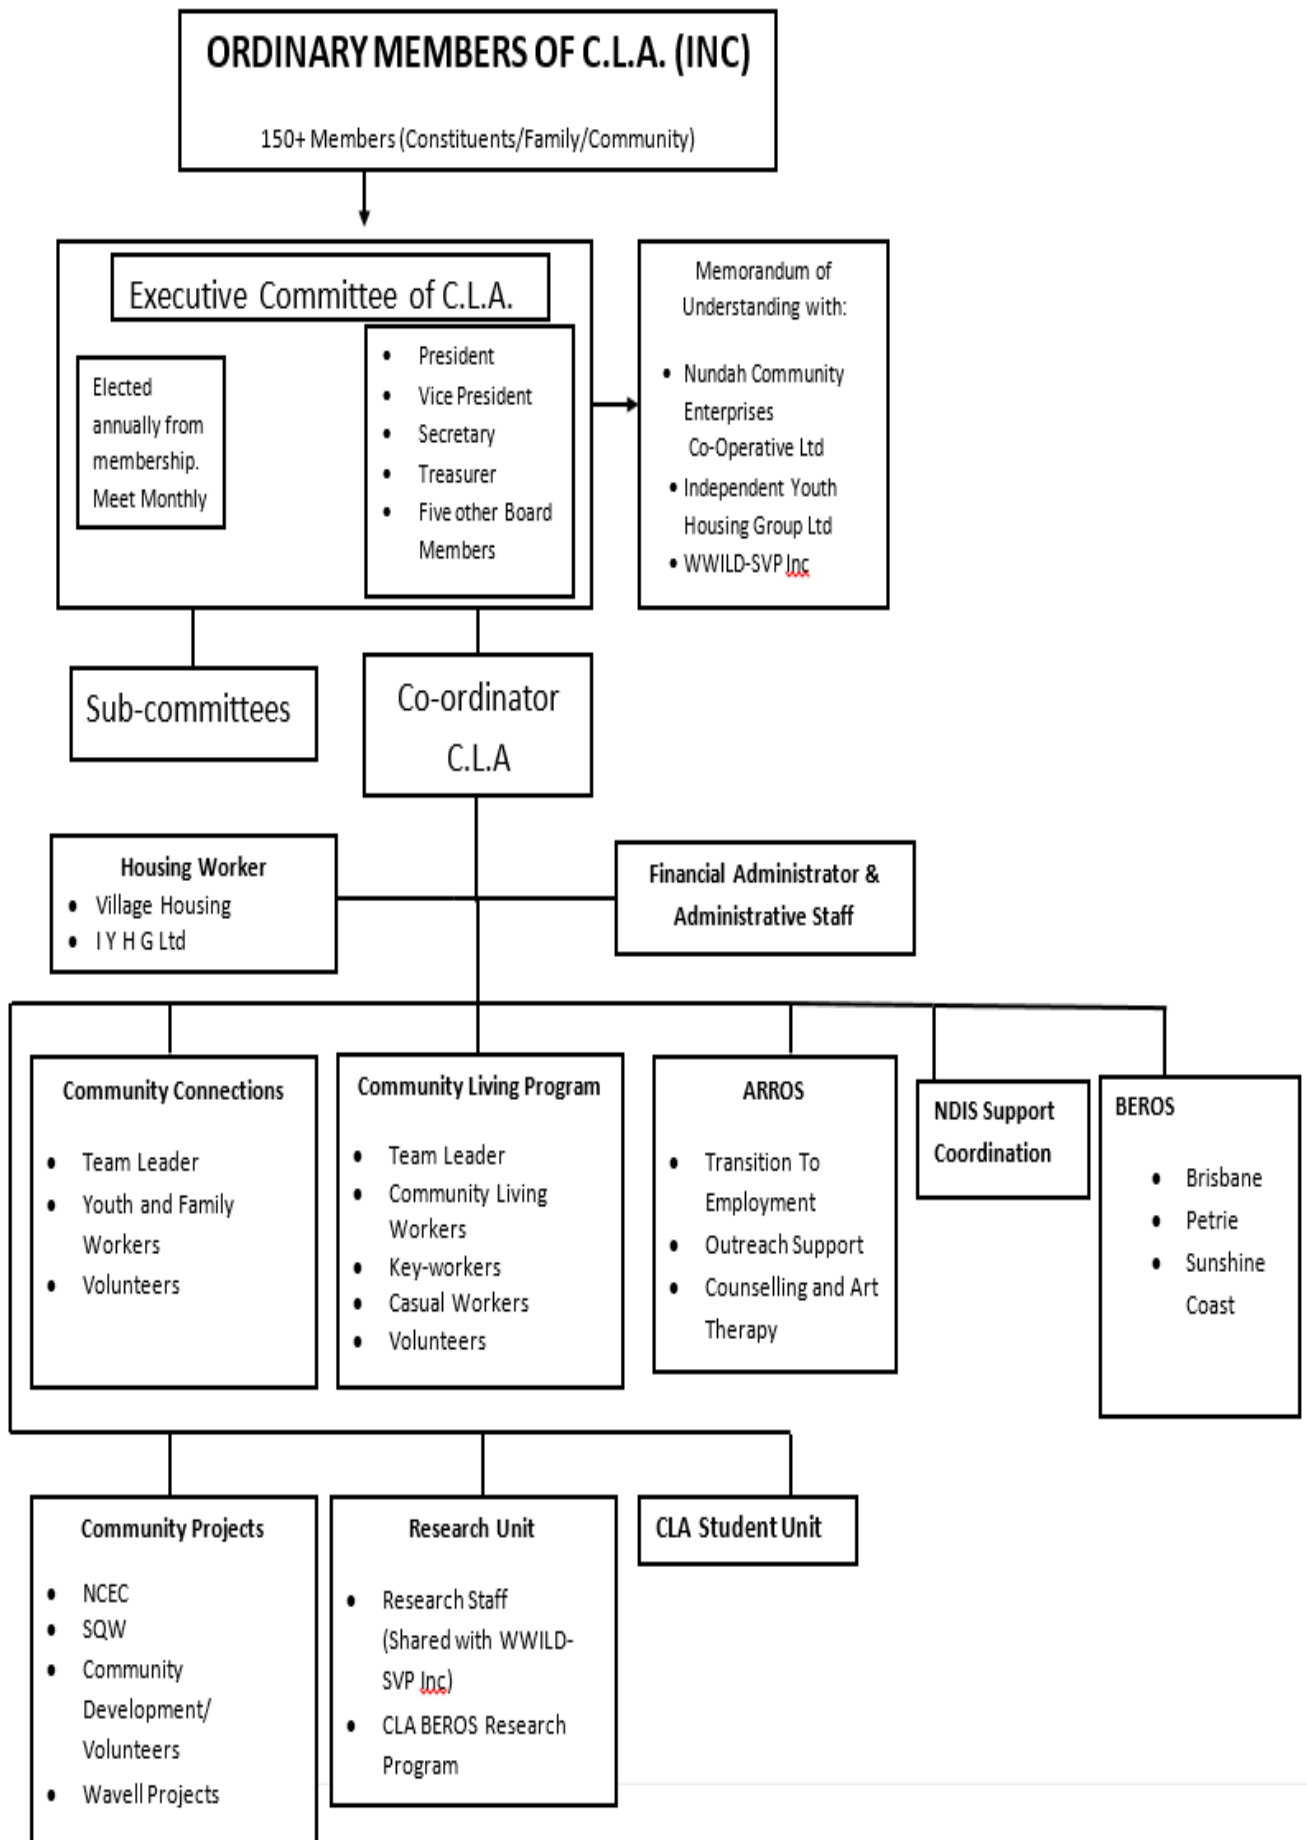 ORDINARY MEMBERS OF C.L.A. (INC)
150+ Members (Constituents/Family/Community)
Executive Committee of C.L.A.
Elected
annually from
membership.
Meet Monthly
• President
• Vice President
• Secretary
• Treasurer
• Five other Board
Members
Memorandum of
Understanding with:
• Nundah Community
Enterprises
Co-Operative Ltd
• Independent Youth
Housing Group Ltd
• WWILD-SVP Inc
Sub-committees
Co-ordinator
C.L.A
Housing Worker
• Village Housing
• I Y H G Ltd
Financial Administrator &
Administrative Staff
Community Connections
• Team Leader
• Youth and Family
Workers
• Volunteers
Community Living Program
• Team Leader
• Community Living
Workers
• Key-workers
• Casual Workers
• Volunteers
ARROS
• Transition To
Employment
• Outreach Support
• Counselling and Art
Therapy
NDIS Support
Coordination
BEROS
• Brisbane
• Petrie
• Sunshine
Coast
Community Projects
• NCEC
• SQW
• Community
Development/
Volunteers
• Wavell Projects
Research Unit
• Research Staff
(Shared with WWILD-
SVP Inc)
• CLA BEROS Research
Program
CLA Student Unit